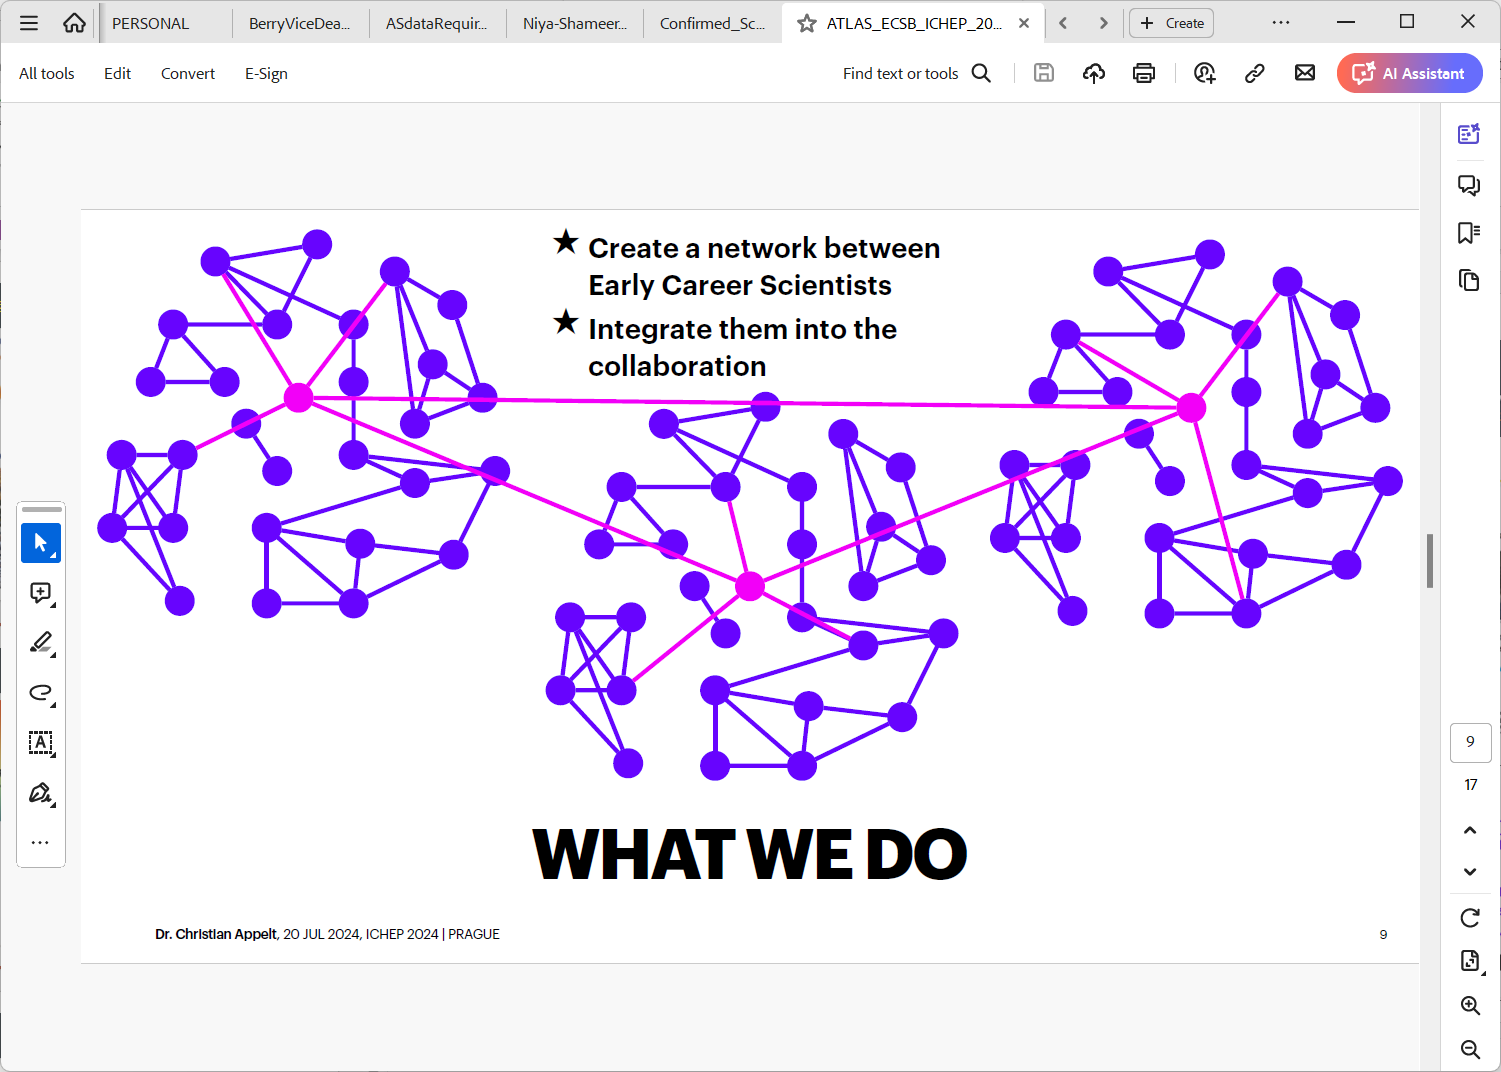 PERSONAL
BerryViceDea...
ASdataRequir...
Niya-Shameer...
Confirmed_Sc...
ATLAS_ECSB_ICHEP_20...
Create
All tools
Edit
Convert
E-Sign
Find text or tools
AI Assistant
★ Create a network between
Early Career Scientists
★ Integrate them into the
collaboration
A
9
17
WHAT WE DO
Dr. Christian Appelt, 20 JUL 2024, ICHEP 2024 | PRAGUE
9